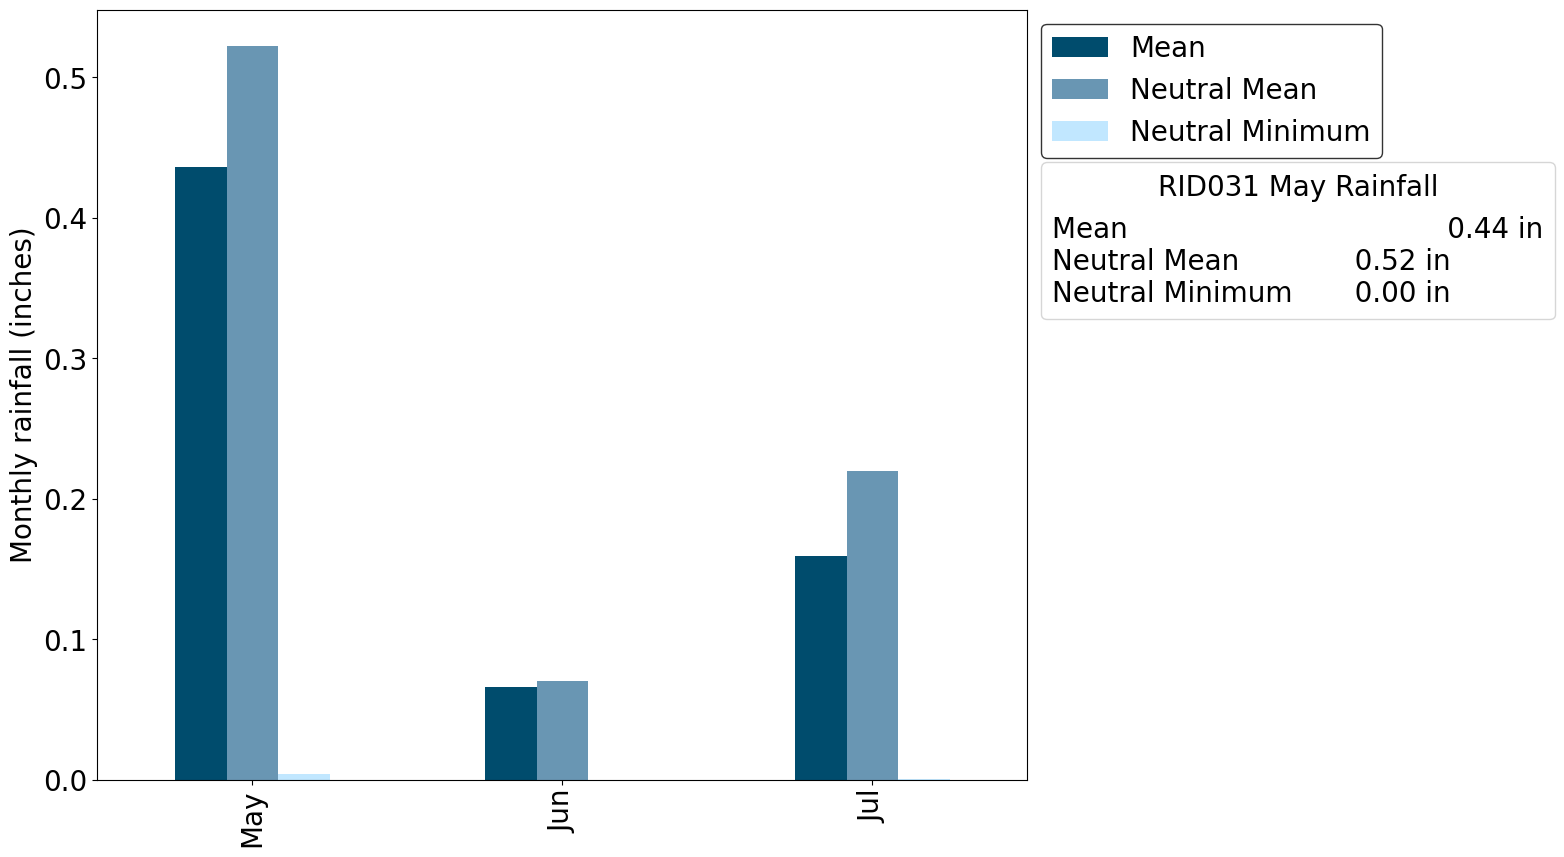 Mean
Neutral Mean
Neutral Minimum
RID031 May Rainfall
Mean 0.44 in
Neutral Mean 0.52 in
Neutral Minimum 0.00 in
Monthly rainfall (inches)
0.5
0.4
0.3
0.2
0.1
0.0
May
Jun
Jul